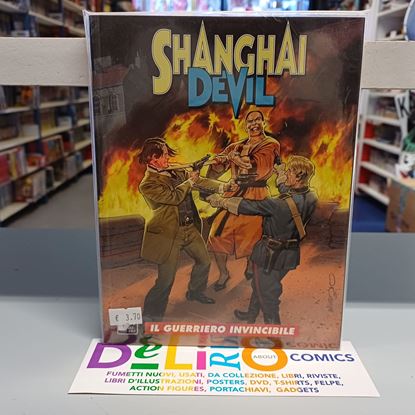 SHANGHAI
DEVIL
€ 3.70
IL GUERRIERO INVINCIBILE
DeLiRiO ABOUT COMICS
FUMETTI NUOVI, USATI, DA COLLEZIONE, LIBRI, RIVISTE,
LIBRI D'ILLUSTRAZIONI, POSTERS, DVD, T-SHIRTS, FELPE,
ACTION FIGURES, PORTACHIAVI, GADGETS